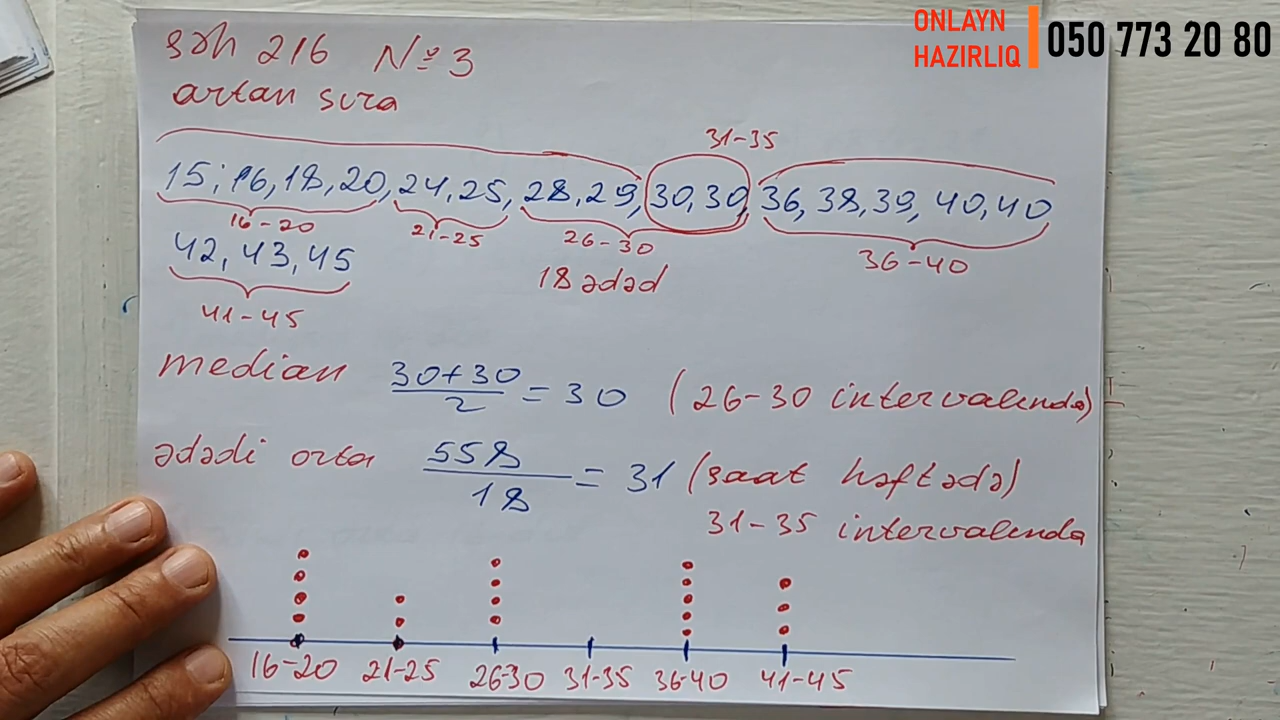 ONLAYN
HAZIRLIQ
050 773 20 80
səh 216 №3
artan sıra
31-35
15; 16, 18, 20, 24, 25, 28, 29, 30, 30, 36, 38, 39, 40, 40
16-20 21-25 26-30 36-40
42, 43, 45 18 ədəd
41-45
median (30+30)/2 = 30 (26-30 intervalında)
ədədi orta 558/18 = 31 (saat həftədə)
31-35 intervalında
16-20 21-25 26-30 31-35 36-40 41-45